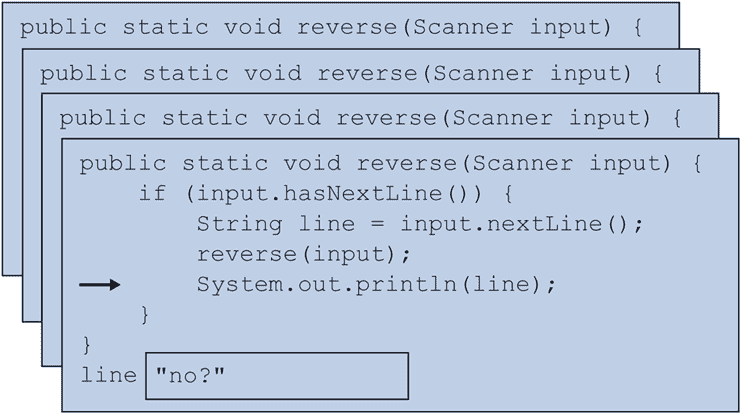 public static void reverse(Scanner input) {
public static void reverse(Scanner input) {
public static void reverse(Scanner input) {
public static void reverse(Scanner input) {
    if (input.hasNextLine()) {
        String line = input.nextLine();
        reverse(input);
        System.out.println(line);
    }
}
line "no?"